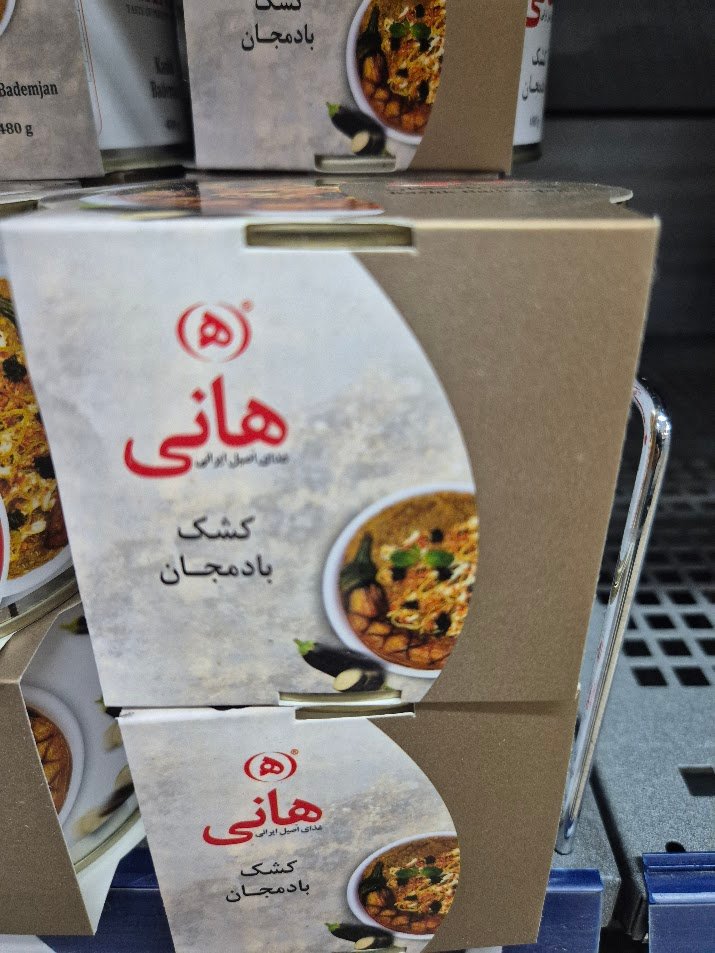 کشک
بادمجان
Bademjan
480 g
ھ
®
هانی
غذای اصیل ایرانی
کشک
بادمجان
ھ
®
هانی
غذای اصیل ایرانی
کشک
بادمجان